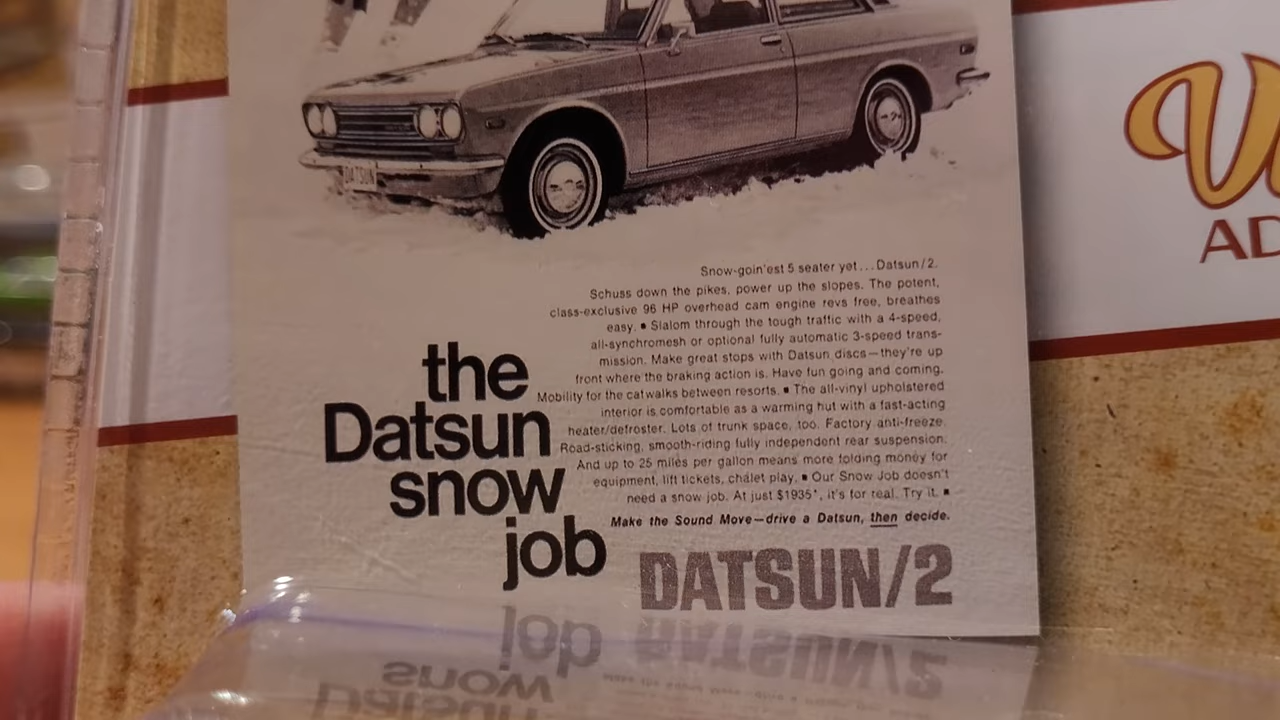 DATSUN
Snow-goin'est 5 seater yet...Datsun/2.
Schuss down the pikes, power up the slopes. The potent,
class-exclusive 96 HP overhead cam engine revs free, breathes
easy. ▪ Slalom through the tough traffic with a 4-speed,
all-synchromesh or optional fully automatic 3-speed trans-
mission. Make great stops with Datsun discs—they're up
front where the braking action is. Have fun going and coming.
Mobility for the catwalks between resorts. ▪ The all-vinyl upholstered
interior is comfortable as a warming hut with a fast-acting
heater/defroster. Lots of trunk space, too. Factory anti-freeze.
Road-sticking, smooth-riding fully independent rear suspension.
And up to 25 miles per gallon means more folding money for
equipment, lift tickets, chalet play. ▪ Our Snow Job doesn't
need a snow job. At just $1935*, it's for real. Try it. ▪
Make the Sound Move—drive a Datsun, then decide.
the
Datsun
snow
job
DATSUN/2
AD